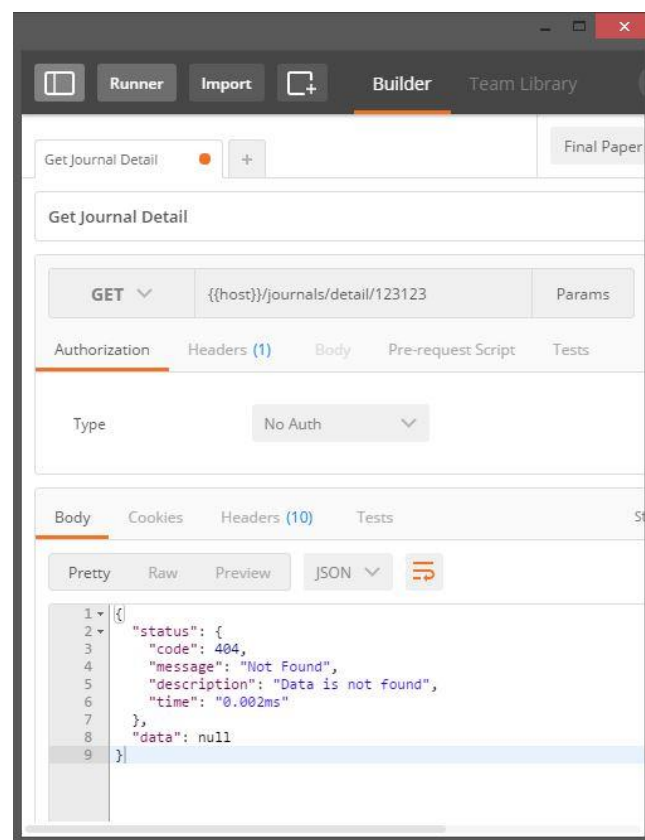 Runner Import Builder Team Library
Get Journal Detail + Final Paper
Get Journal Detail
GET {{host}}/journals/detail/123123 Params
Authorization Headers (1) Body Pre-request Script Tests
Type No Auth
Body Cookies Headers (10) Tests St
Pretty Raw Preview JSON
1 {
2 "status": {
3 "code": 404,
4 "message": "Not Found",
5 "description": "Data is not found",
6 "time": "0.002ms"
7 },
8 "data": null
9 }